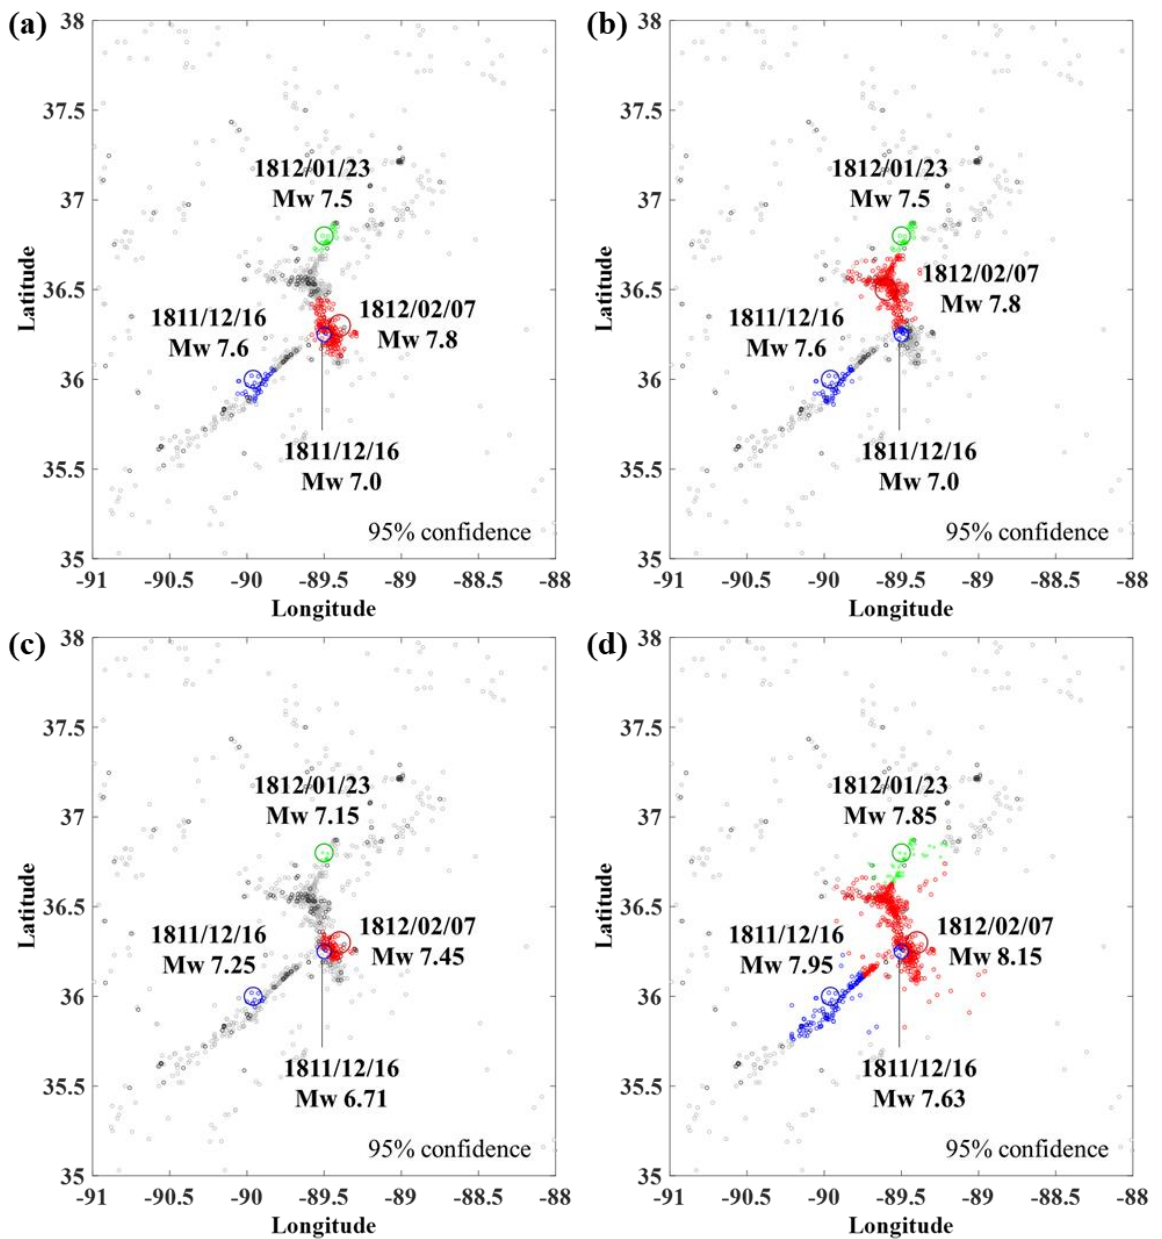 (a)
38
37.5
37
36.5
36
35.5
35
Latitude
1812/01/23
Mw 7.5
1812/02/07
Mw 7.8
1811/12/16
Mw 7.6
1811/12/16
Mw 7.0
95% confidence
-91 -90.5 -90 -89.5 -89 -88.5 -88
Longitude
(b)
38
37.5
37
36.5
36
35.5
35
Latitude
1812/01/23
Mw 7.5
1812/02/07
Mw 7.8
1811/12/16
Mw 7.6
1811/12/16
Mw 7.0
95% confidence
-91 -90.5 -90 -89.5 -89 -88.5 -88
Longitude
(c)
38
37.5
37
36.5
36
35.5
35
Latitude
1812/01/23
Mw 7.15
1812/02/07
Mw 7.45
1811/12/16
Mw 7.25
1811/12/16
Mw 6.71
95% confidence
-91 -90.5 -90 -89.5 -89 -88.5 -88
Longitude
(d)
38
37.5
37
36.5
36
35.5
35
Latitude
1812/01/23
Mw 7.85
1812/02/07
Mw 8.15
1811/12/16
Mw 7.95
1811/12/16
Mw 7.63
95% confidence
-91 -90.5 -90 -89.5 -89 -88.5 -88
Longitude